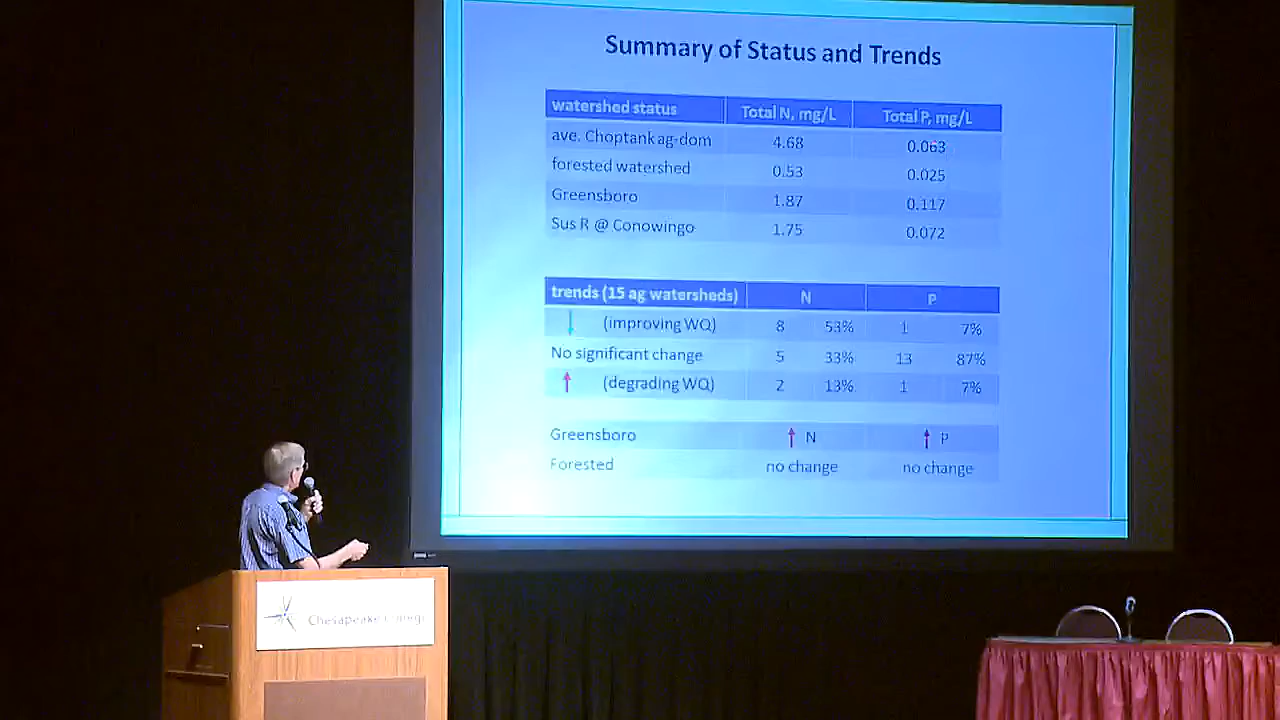 Summary of Status and Trends
watershed status Total N, mg/L Total P, mg/L
ave. Choptank ag-dom 4.68 0.063
forested watershed 0.53 0.025
Greensboro 1.87 0.117
Sus R @ Conowingo 1.75 0.072
trends (15 ag watersheds) N P
↓ (improving WQ) 8 53% 1 7%
No significant change 5 33% 13 87%
↑ (degrading WQ) 2 13% 1 7%
Greensboro ↑ N ↑ P
Forested no change no change
Chesapeake